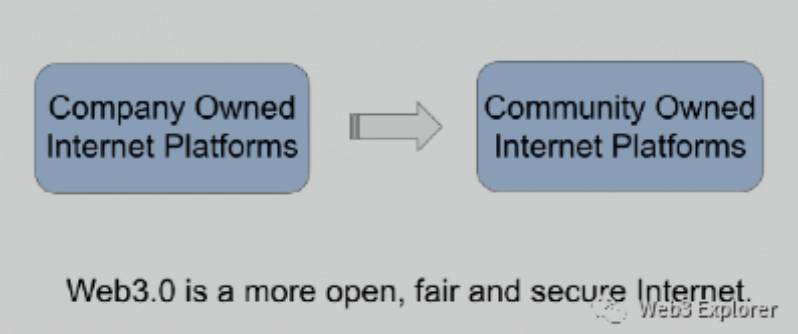 Company Owned
Internet Platforms
Community Owned
Internet Platforms
Web3.0 is a more open, fair and secure Internet.
Web3 Explorer